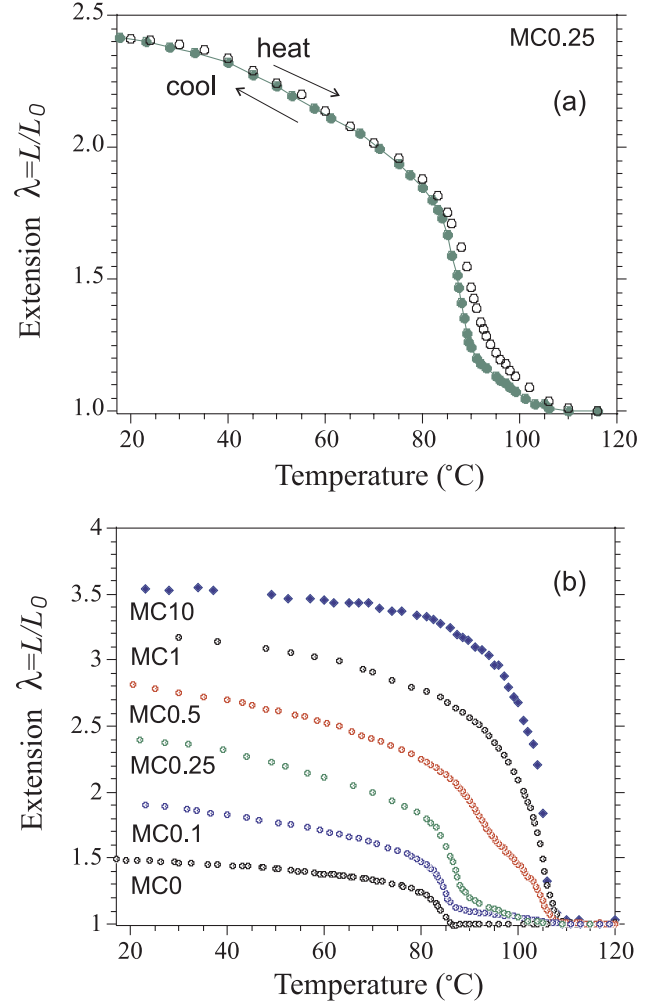 MC0.25
heat
cool
(a)
2.5
2.0
1.5
1.0
Extension λ=L/L0
20 40 60 80 100 120
Temperature (°C)
4
3.5
3
2.5
2
1.5
1
(b)
MC10
MC1
MC0.5
MC0.25
MC0.1
MC0
Extension λ=L/L0
20 40 60 80 100 120
Temperature (°C)